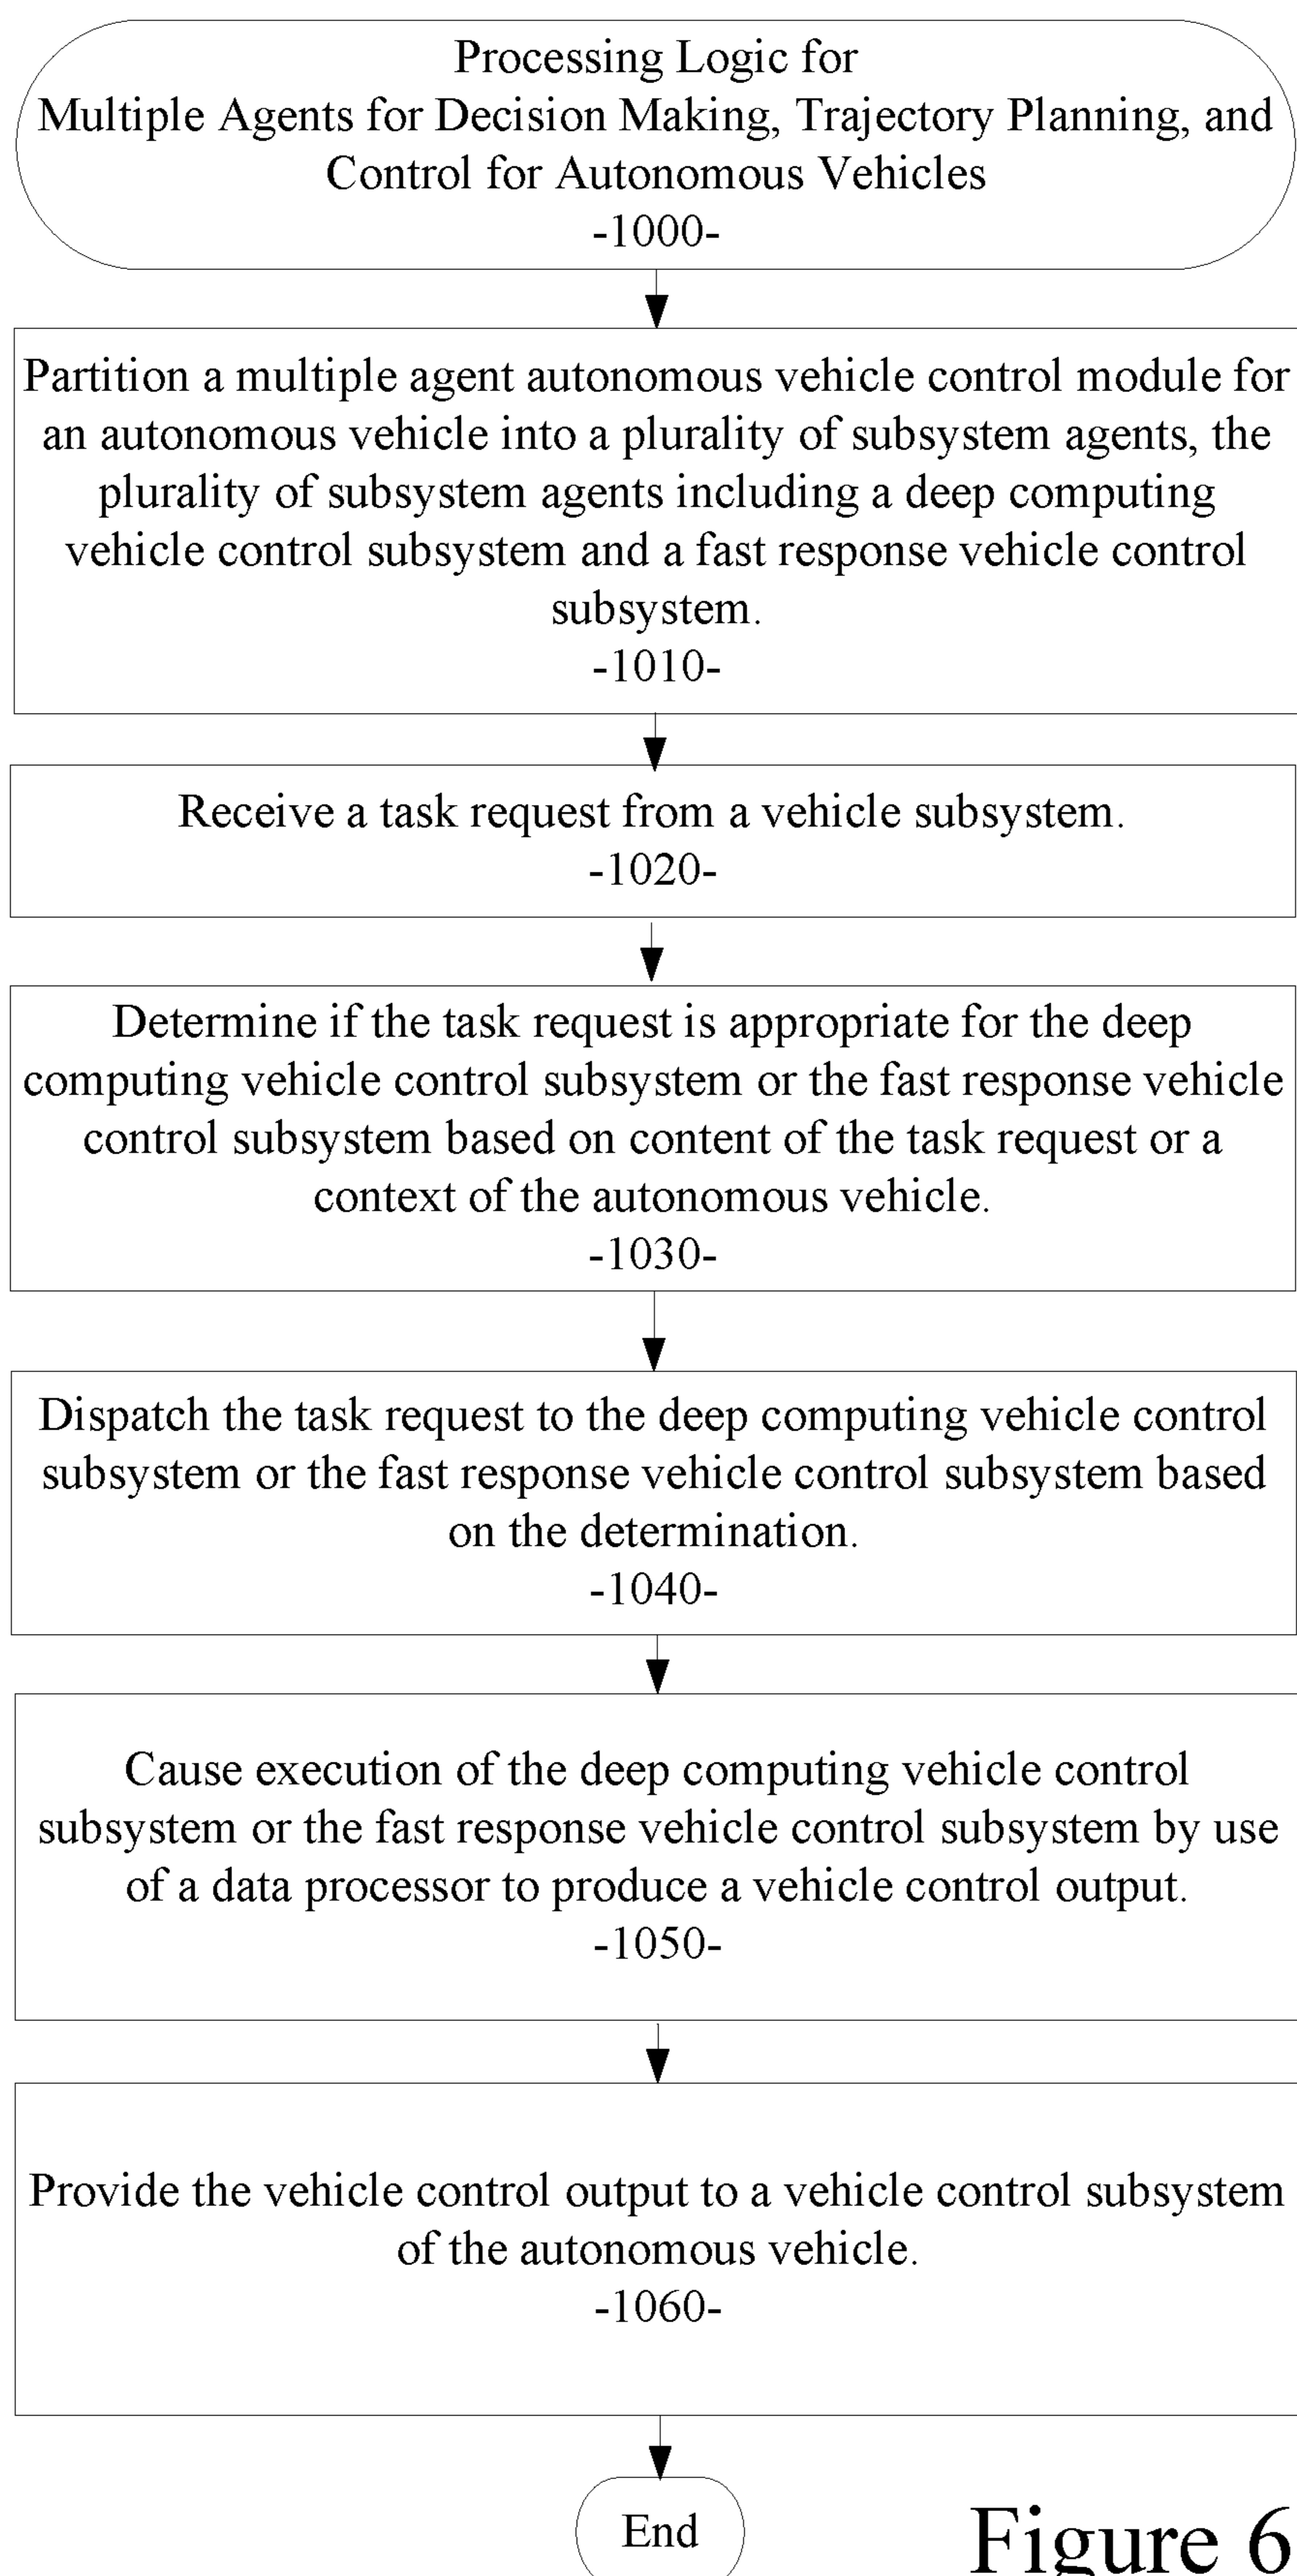 Processing Logic for
Multiple Agents for Decision Making, Trajectory Planning, and
Control for Autonomous Vehicles
-1000-
Partition a multiple agent autonomous vehicle control module for
an autonomous vehicle into a plurality of subsystem agents, the
plurality of subsystem agents including a deep computing
vehicle control subsystem and a fast response vehicle control
subsystem.
-1010-
Receive a task request from a vehicle subsystem.
-1020-
Determine if the task request is appropriate for the deep
computing vehicle control subsystem or the fast response vehicle
control subsystem based on content of the task request or a
context of the autonomous vehicle.
-1030-
Dispatch the task request to the deep computing vehicle control
subsystem or the fast response vehicle control subsystem based
on the determination.
-1040-
Cause execution of the deep computing vehicle control
subsystem or the fast response vehicle control subsystem by use
of a data processor to produce a vehicle control output.
-1050-
Provide the vehicle control output to a vehicle control subsystem
of the autonomous vehicle.
-1060-
End
Figure 6